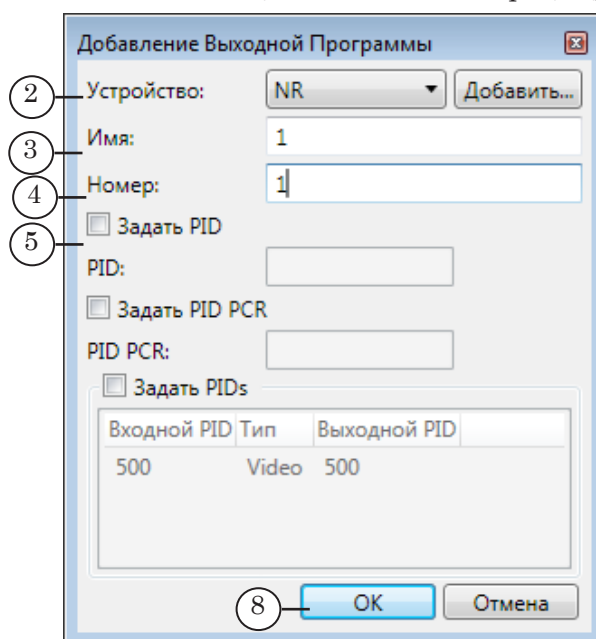 Добавление Выходной Программы
2 Устройство: NR Добавить...
3 Имя: 1
4 Номер: 1
5 Задать PID
PID:
Задать PID PCR
PID PCR:
Задать PIDs
Входной PID Тип Выходной PID
500 Video 500
8 OK Отмена